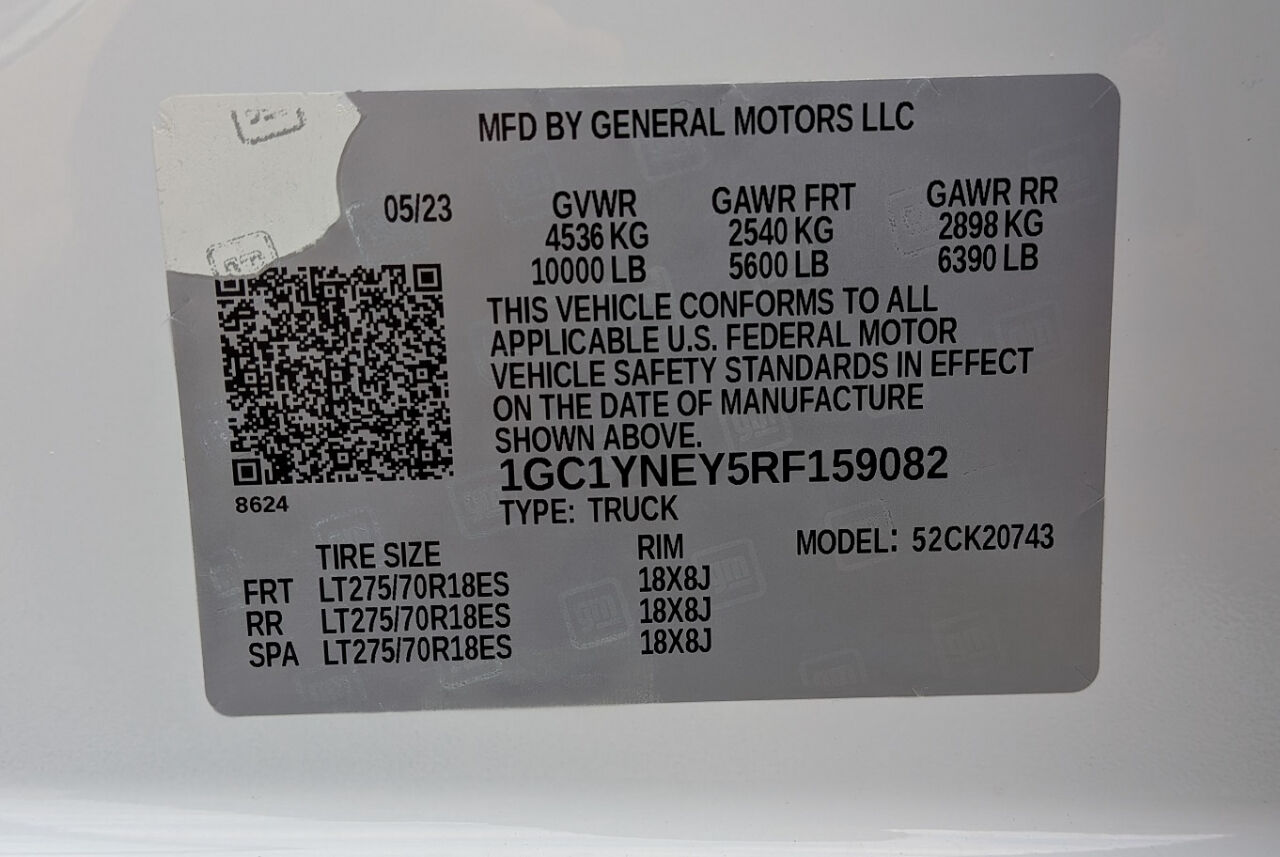 MFD BY GENERAL MOTORS LLC
05/23 GVWR GAWR FRT GAWR RR
4536 KG 2540 KG 2898 KG
10000 LB 5600 LB 6390 LB
THIS VEHICLE CONFORMS TO ALL
APPLICABLE U.S. FEDERAL MOTOR
VEHICLE SAFETY STANDARDS IN EFFECT
ON THE DATE OF MANUFACTURE
SHOWN ABOVE.
1GC1YNEY5RF159082
8624
TYPE: TRUCK
TIRE SIZE RIM MODEL: 52CK20743
FRT LT275/70R18ES 18X8J
RR LT275/70R18ES 18X8J
SPA LT275/70R18ES 18X8J
gm
gm
gm